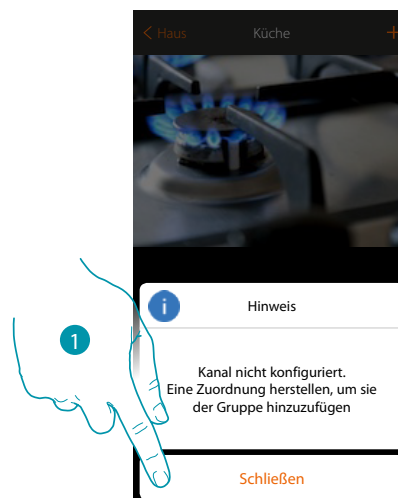 < Haus Küche +
i Hinweis
1
Kanal nicht konfiguriert.
Eine Zuordnung herstellen, um sie
der Gruppe hinzuzufügen
Schließen